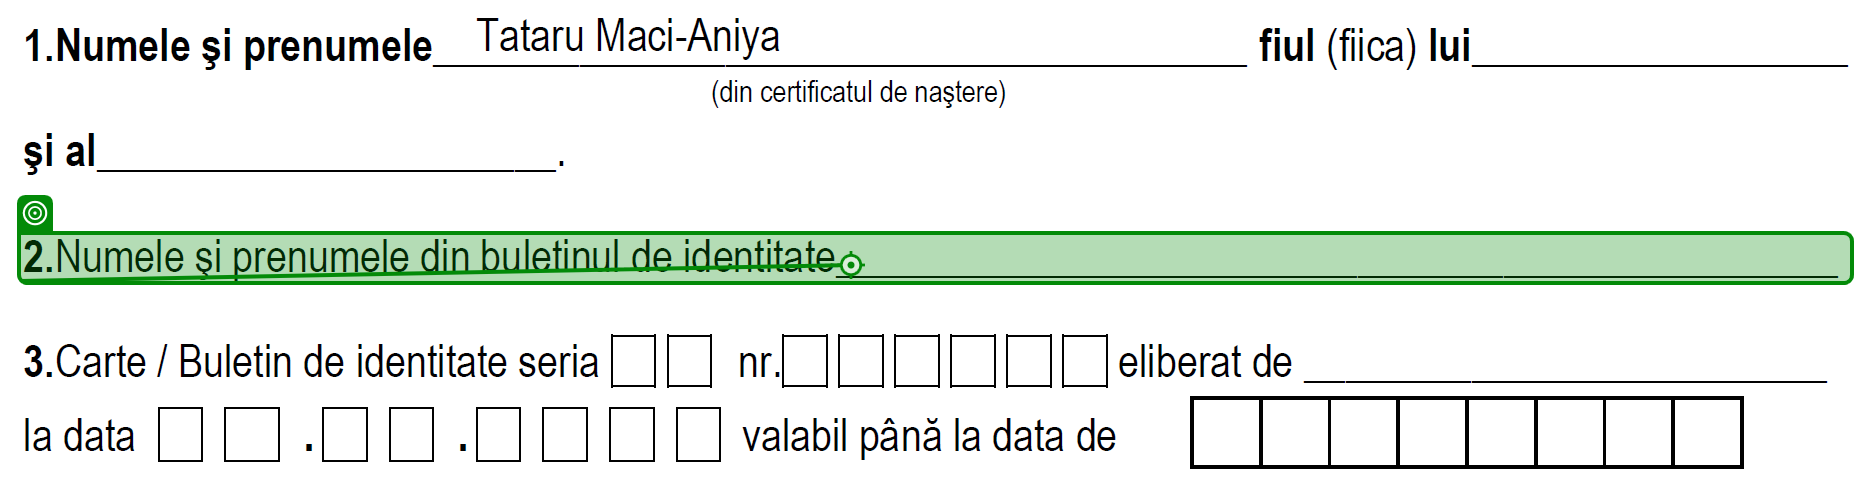 1.Numele şi prenumele Tataru Maci-Aniya fiul (fiica) lui
(din certificatul de naştere)
şi al .
2.Numele şi prenumele din buletinul de identitate
3.Carte / Buletin de identitate seria nr. eliberat de
la data . . valabil până la data de